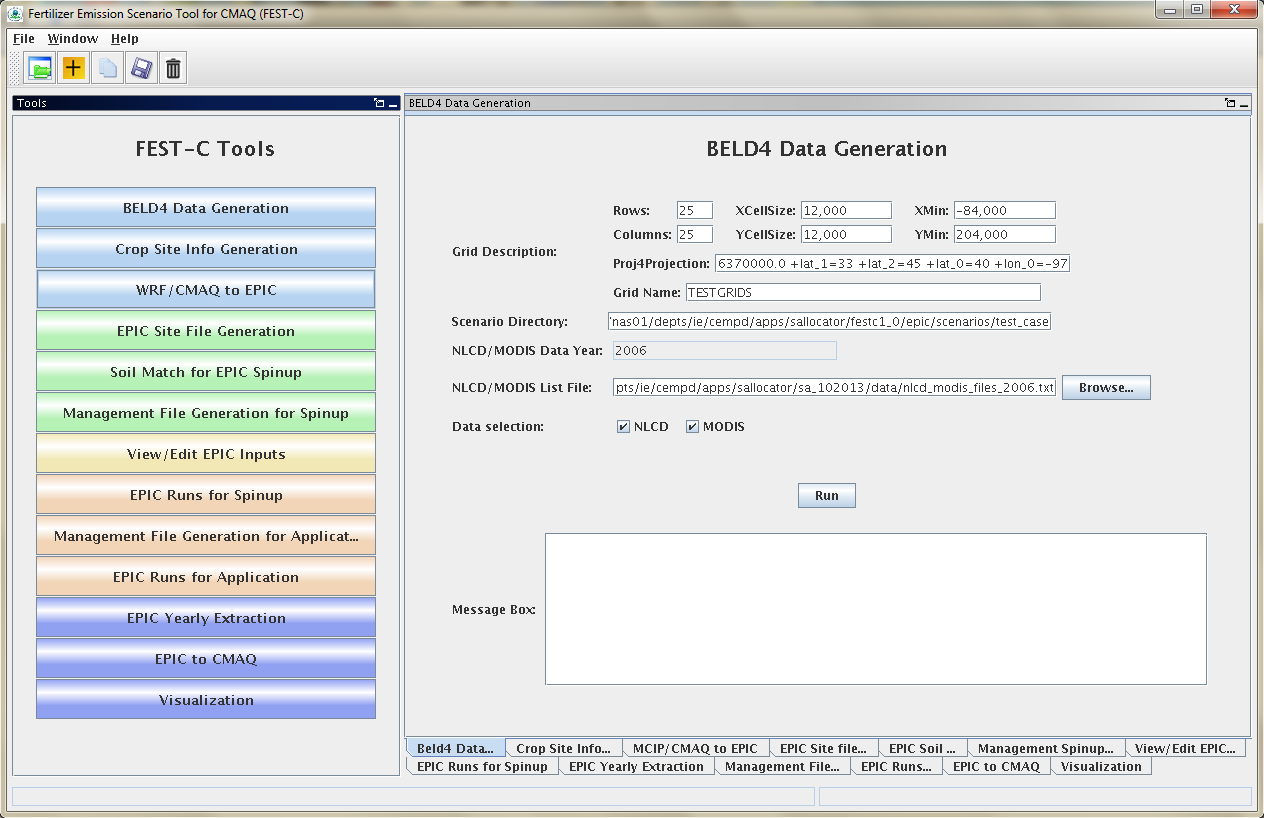 Fertilizer Emission Scenario Tool for CMAQ (FEST-C)
File Window Help
Tools
BELD4 Data Generation
FEST-C Tools
BELD4 Data Generation
Crop Site Info Generation
WRF/CMAQ to EPIC
EPIC Site File Generation
Soil Match for EPIC Spinup
Management File Generation for Spinup
View/Edit EPIC Inputs
EPIC Runs for Spinup
Management File Generation for Applicat...
EPIC Runs for Application
EPIC Yearly Extraction
EPIC to CMAQ
Visualization
BELD4 Data Generation
Grid Description:
Rows: 25 XCellSize: 12,000 XMin: -84,000
Columns: 25 YCellSize: 12,000 YMin: 204,000
Proj4Projection: 6370000.0 +lat_1=33 +lat_2=45 +lat_0=40 +lon_0=-97
Grid Name: TESTGRIDS
Scenario Directory: 'nas01/depts/ie/cempd/apps/sallocator/festc1_0/epic/scenarios/test_case
NLCD/MODIS Data Year: 2006
NLCD/MODIS List File: pts/ie/cempd/apps/sallocator/sa_102013/data/nlcd_modis_files_2006.txt Browse...
Data selection: NLCD MODIS
Run
Message Box:
Beld4 Data... Crop Site Info... MCIP/CMAQ to EPIC EPIC Site file... EPIC Soil ... Management Spinup... View/Edit EPIC...
EPIC Runs for Spinup EPIC Yearly Extraction Management File... EPIC Runs... EPIC to CMAQ Visualization